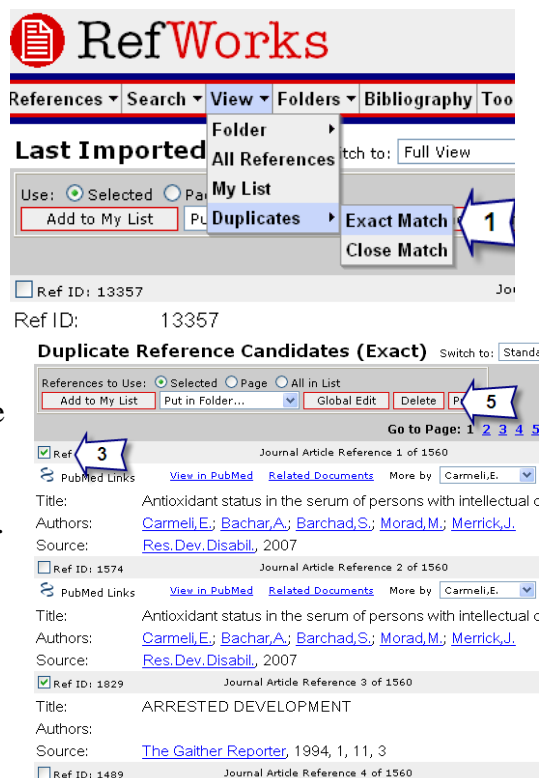 RefWorks
References Search View Folders Bibliography Too
Folder
Last Imported itch to: Full View
All References
Use: Selected Pa My List
Add to My List Pu Duplicates Exact Match 1
Close Match
Ref ID: 13357 Jou
Ref ID: 13357
Duplicate Reference Candidates (Exact) Switch to: Standa
References to Use: Selected Page All in List
Add to My List Put in Folder... Global Edit Delete P 5
e
Go to Page: 1 2 3 4 5
Ref 3 Journal Article Reference 1 of 1560
PubMed Links View in PubMed Related Documents More by Carmeli,E.
Title: Antioxidant status in the serum of persons with intellectual d
Authors: Carmeli,E.; Bachar,A.; Barchad,S.; Morad,M.; Merrick,J.
.
Source: Res.Dev.Disabil., 2007
Ref ID: 1574 Journal Article Reference 2 of 1560
PubMed Links View in PubMed Related Documents More by Carmeli,E.
Title: Antioxidant status in the serum of persons with intellectual d
Authors: Carmeli,E.; Bachar,A.; Barchad,S.; Morad,M.; Merrick,J.
Source: Res.Dev.Disabil., 2007
Ref ID: 1829 Journal Article Reference 3 of 1560
Title: ARRESTED DEVELOPMENT
Authors:
Source: The Gaither Reporter, 1994, 1, 11, 3
Ref ID: 1489 Journal Article Reference 4 of 1560